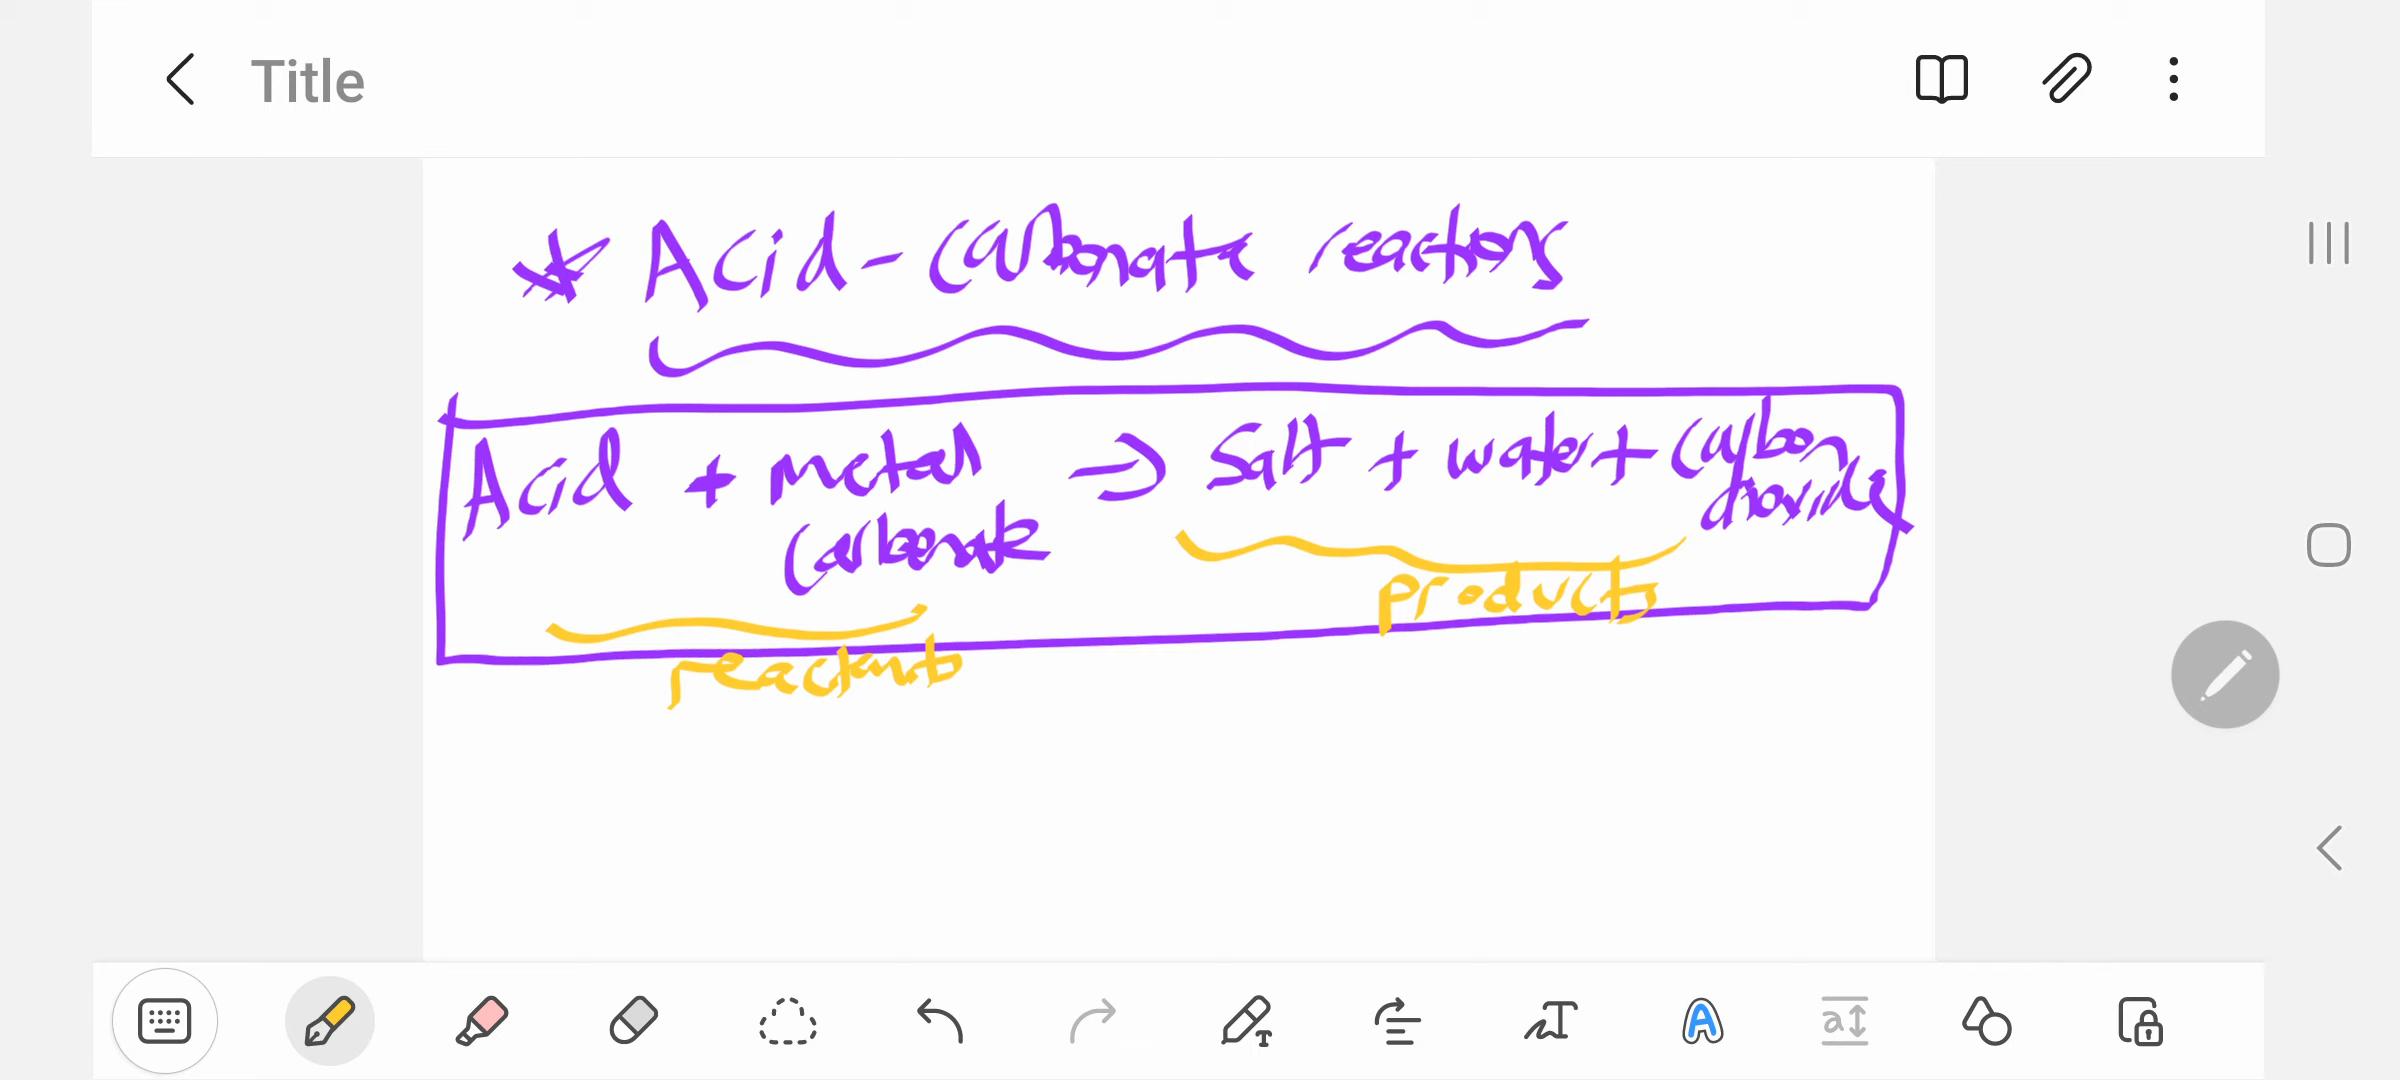 Title
* Acid-Carbonate reactions
Acid + metal carbonate → Salt + water + Carbon dioxide
reactants
products